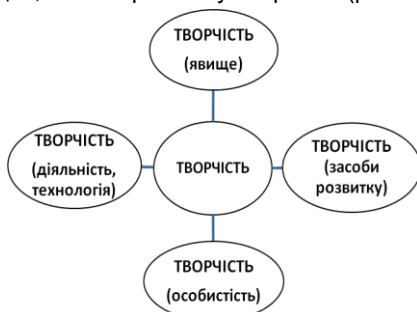 ТВОРЧІСТЬ
(явище)
ТВОРЧІСТЬ
(діяльність,
технологія)
ТВОРЧІСТЬ
ТВОРЧІСТЬ
(засоби
розвитку)
ТВОРЧІСТЬ
(особистість)